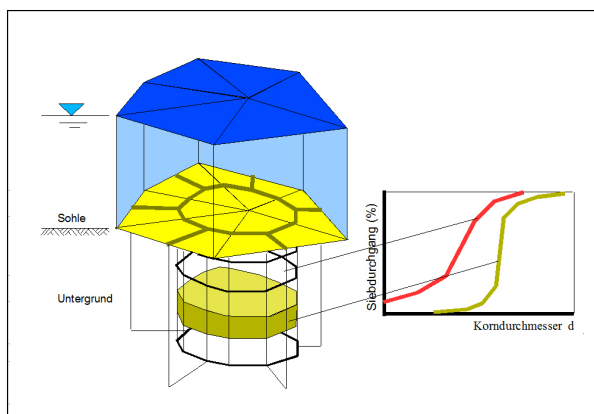 Sohle
Untergrund
Siebdurchgang (%)
Korndurchmesser d